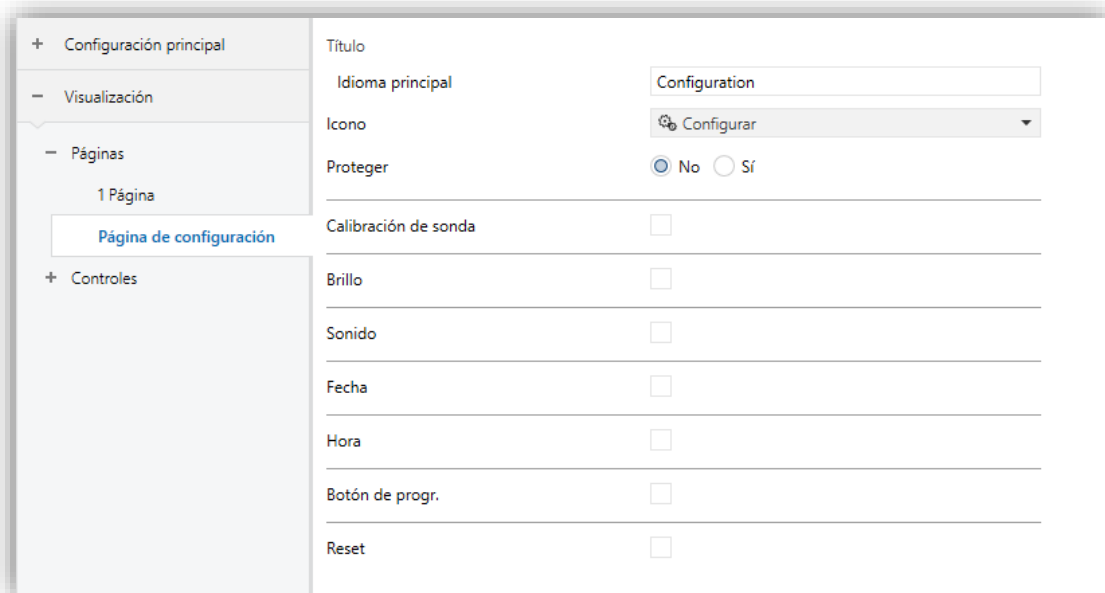 Configuración principal
Visualización
Páginas
1 Página
Página de configuración
Controles
Título
Idioma principal Configuration
Icono Configurar
Proteger No Sí
Calibración de sonda
Brillo
Sonido
Fecha
Hora
Botón de progr.
Reset